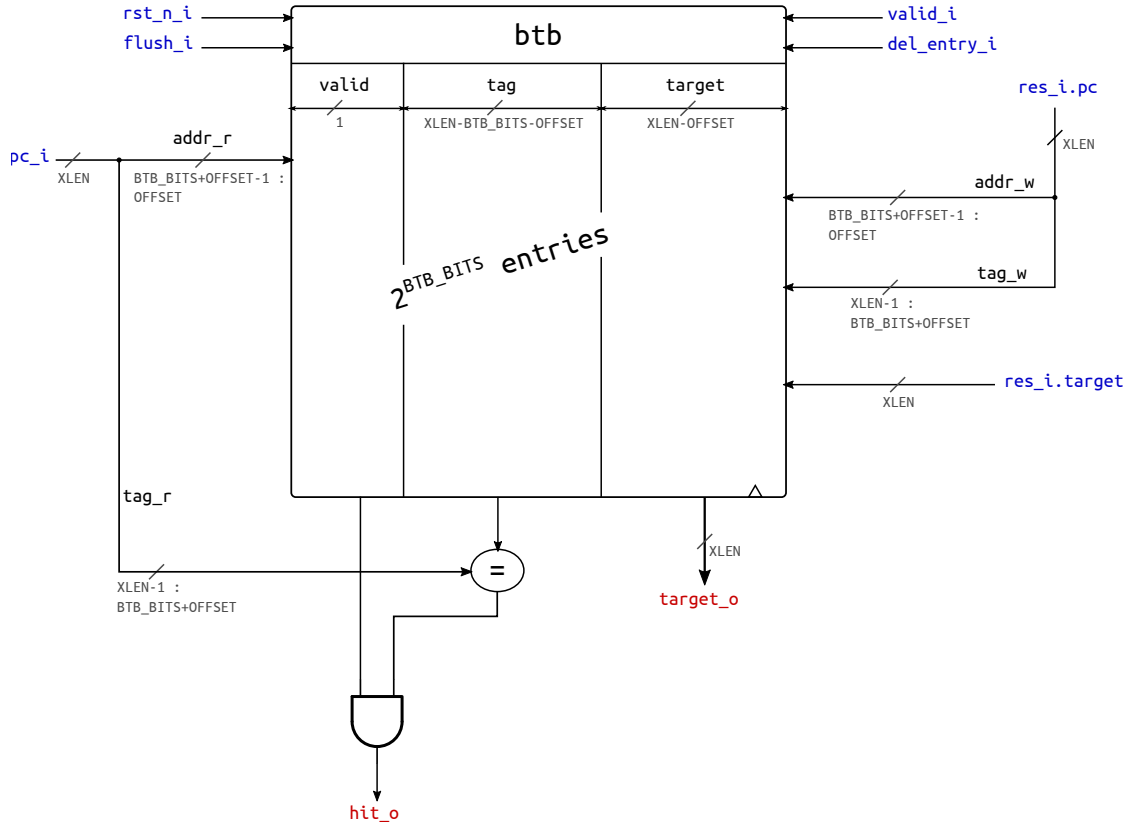 rst_n_i
flush_i
btb
valid_i
del_entry_i
valid
tag
target
1
XLEN-BTB_BITS-OFFSET
XLEN-OFFSET
res_i.pc
XLEN
pc_i
XLEN
addr_r
BTB_BITS+OFFSET-1 :
OFFSET
addr_w
BTB_BITS+OFFSET-1 :
OFFSET
2^BTB_BITS entries
tag_w
XLEN-1 :
BTB_BITS+OFFSET
res_i.target
XLEN
tag_r
XLEN-1 :
BTB_BITS+OFFSET
=
XLEN
target_o
hit_o